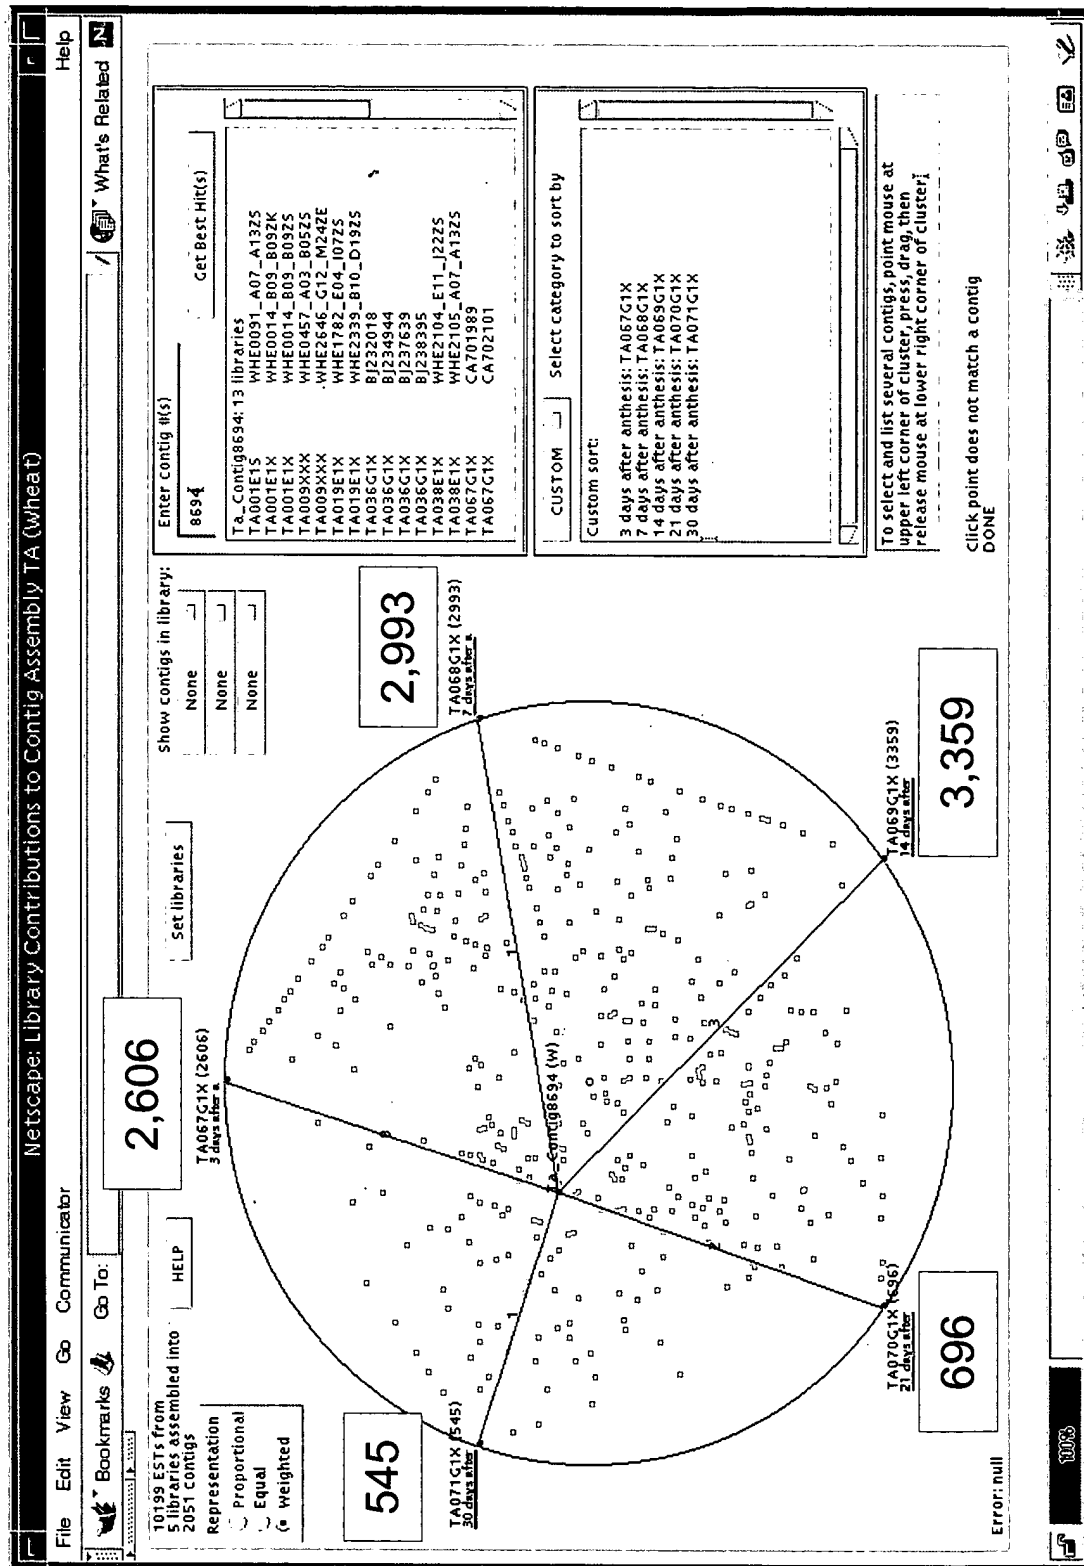 Netscape: Library Contributions to Contig Assembly TA (wheat)
File Edit View Go Communicator Help
Bookmarks Go To: What's Related N
10199 ESTs from
5 libraries assembled into
2051 contigs
HELP
Set libraries
Show contigs in library:
None
None
None
Representation
Proportional
Equal
Weighted
2,606
TA067G1X (2606)
3 days after a.
2,993
TA068G1X (2993)
7 days after a.
3,359
TA069G1X (3359)
14 days after
696
TA070G1X (696)
21 days after
545
TA071G1X (545)
30 days after
Ta_Contig8694 (W)
1
1
3
2
Enter Contig #(s)
8694
Get Best Hit(s)
Ta_Contig8694: 13 libraries
TA001E1S WHE0091_A07_A13ZS
TA001E1X WHE0014_B09_B09ZK
TA001E1X WHE0014_B09_B09ZS
TA009XXX WHE0457_A03_B05ZS
TA009XXX WHE2646_G12_M24ZE
TA019E1X WHE1782_E04_I07ZS
TA019E1X WHE2339_B10_D19ZS
TA036G1X BJ232018
TA036G1X BJ234944
TA036G1X BJ237639
TA036G1X BJ238395
TA038E1X WHE2104_E11_J22ZS
TA038E1X WHE2105_A07_A13ZS
TA067G1X CA701989
TA067G1X CA702101
CUSTOM Select category to sort by
Custom sort:
3 days after anthesis: TA067G1X
7 days after anthesis: TA068G1X
14 days after anthesis: TA069G1X
21 days after anthesis: TA070G1X
30 days after anthesis: TA071G1X
To select and list several contigs, point mouse at
upper left corner of cluster, press, drag, then
release mouse at lower right corner of cluster
Click point does not match a contig
DONE
Error: null
100%